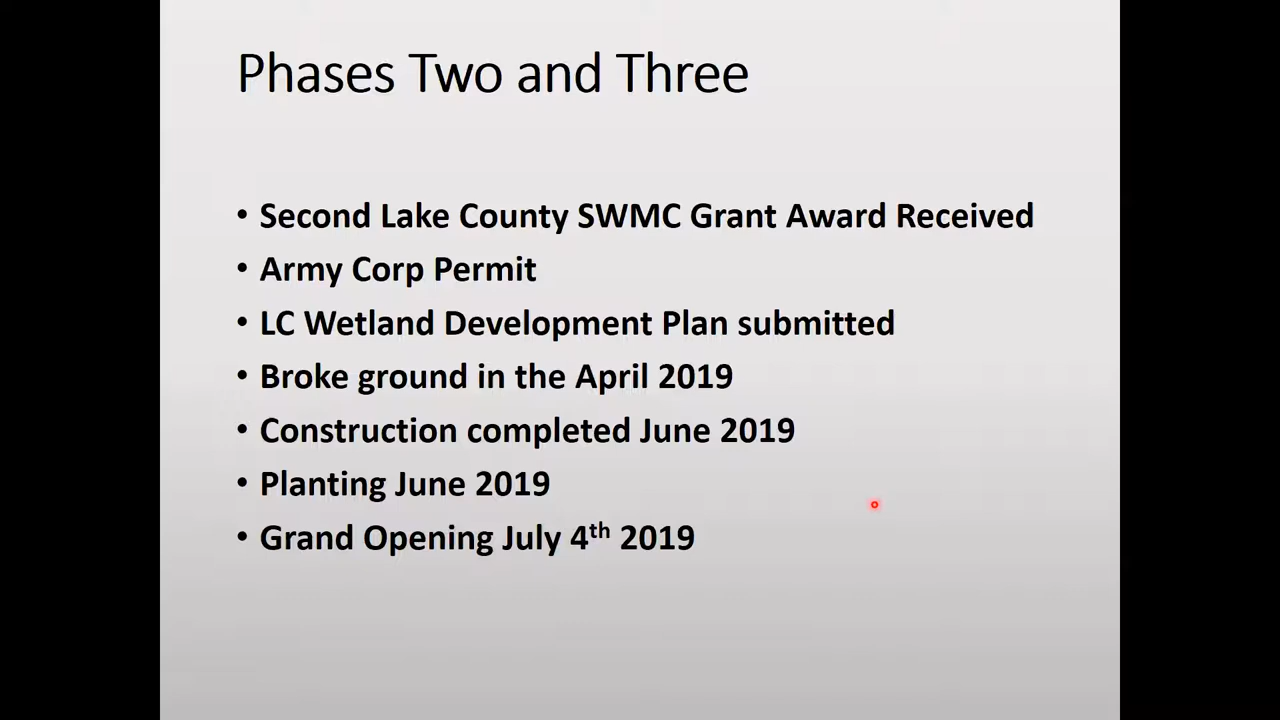 Phases Two and Three
• Second Lake County SWMC Grant Award Received
• Army Corp Permit
• LC Wetland Development Plan submitted
• Broke ground in the April 2019
• Construction completed June 2019
• Planting June 2019
• Grand Opening July 4th 2019